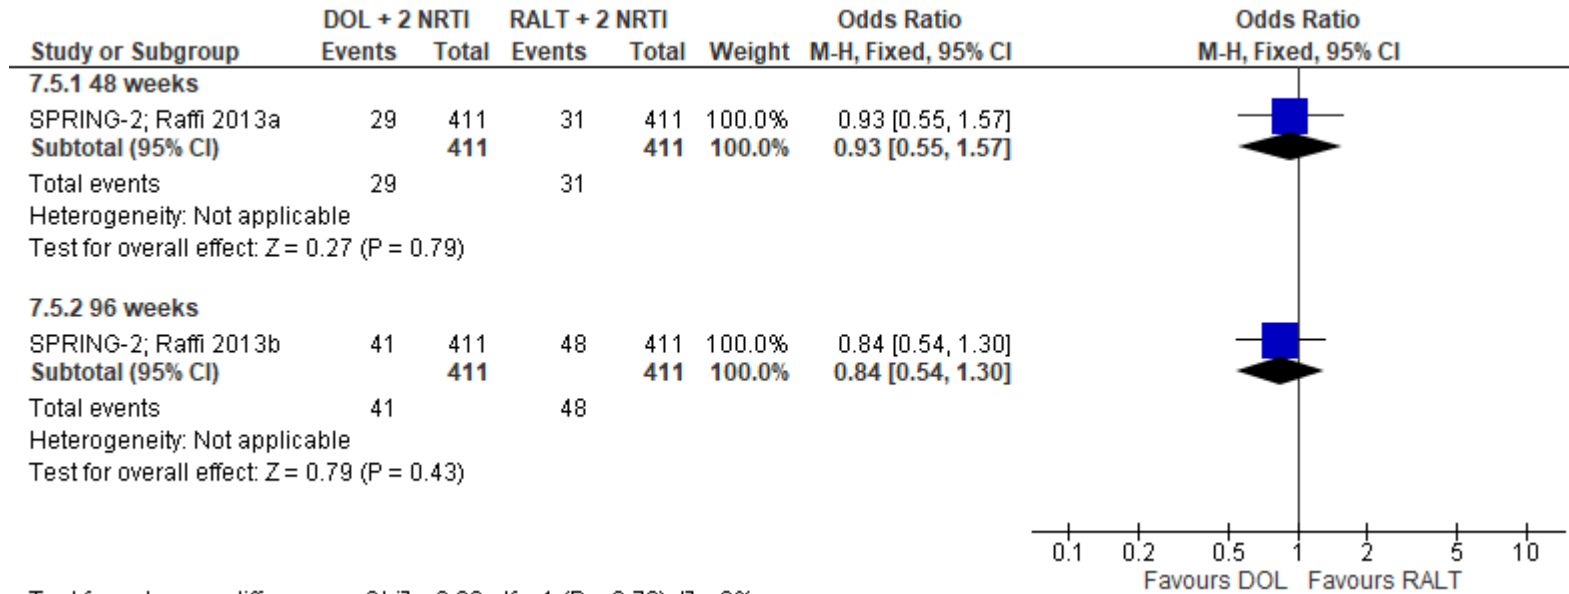 DOL + 2 NRTI RALT + 2 NRTI Odds Ratio Odds Ratio
Study or Subgroup Events Total Events Total Weight M-H, Fixed, 95% CI M-H, Fixed, 95% CI
7.5.1 48 weeks
SPRING-2; Raffi 2013a 29 411 31 411 100.0% 0.93 [0.55, 1.57]
Subtotal (95% CI) 411 411 100.0% 0.93 [0.55, 1.57]
Total events 29 31
Heterogeneity: Not applicable
Test for overall effect: Z = 0.27 (P = 0.79)
7.5.2 96 weeks
SPRING-2; Raffi 2013b 41 411 48 411 100.0% 0.84 [0.54, 1.30]
Subtotal (95% CI) 411 411 100.0% 0.84 [0.54, 1.30]
Total events 41 48
Heterogeneity: Not applicable
Test for overall effect: Z = 0.79 (P = 0.43)
0.1 0.2 0.5 1 2 5 10
Favours DOL Favours RALT